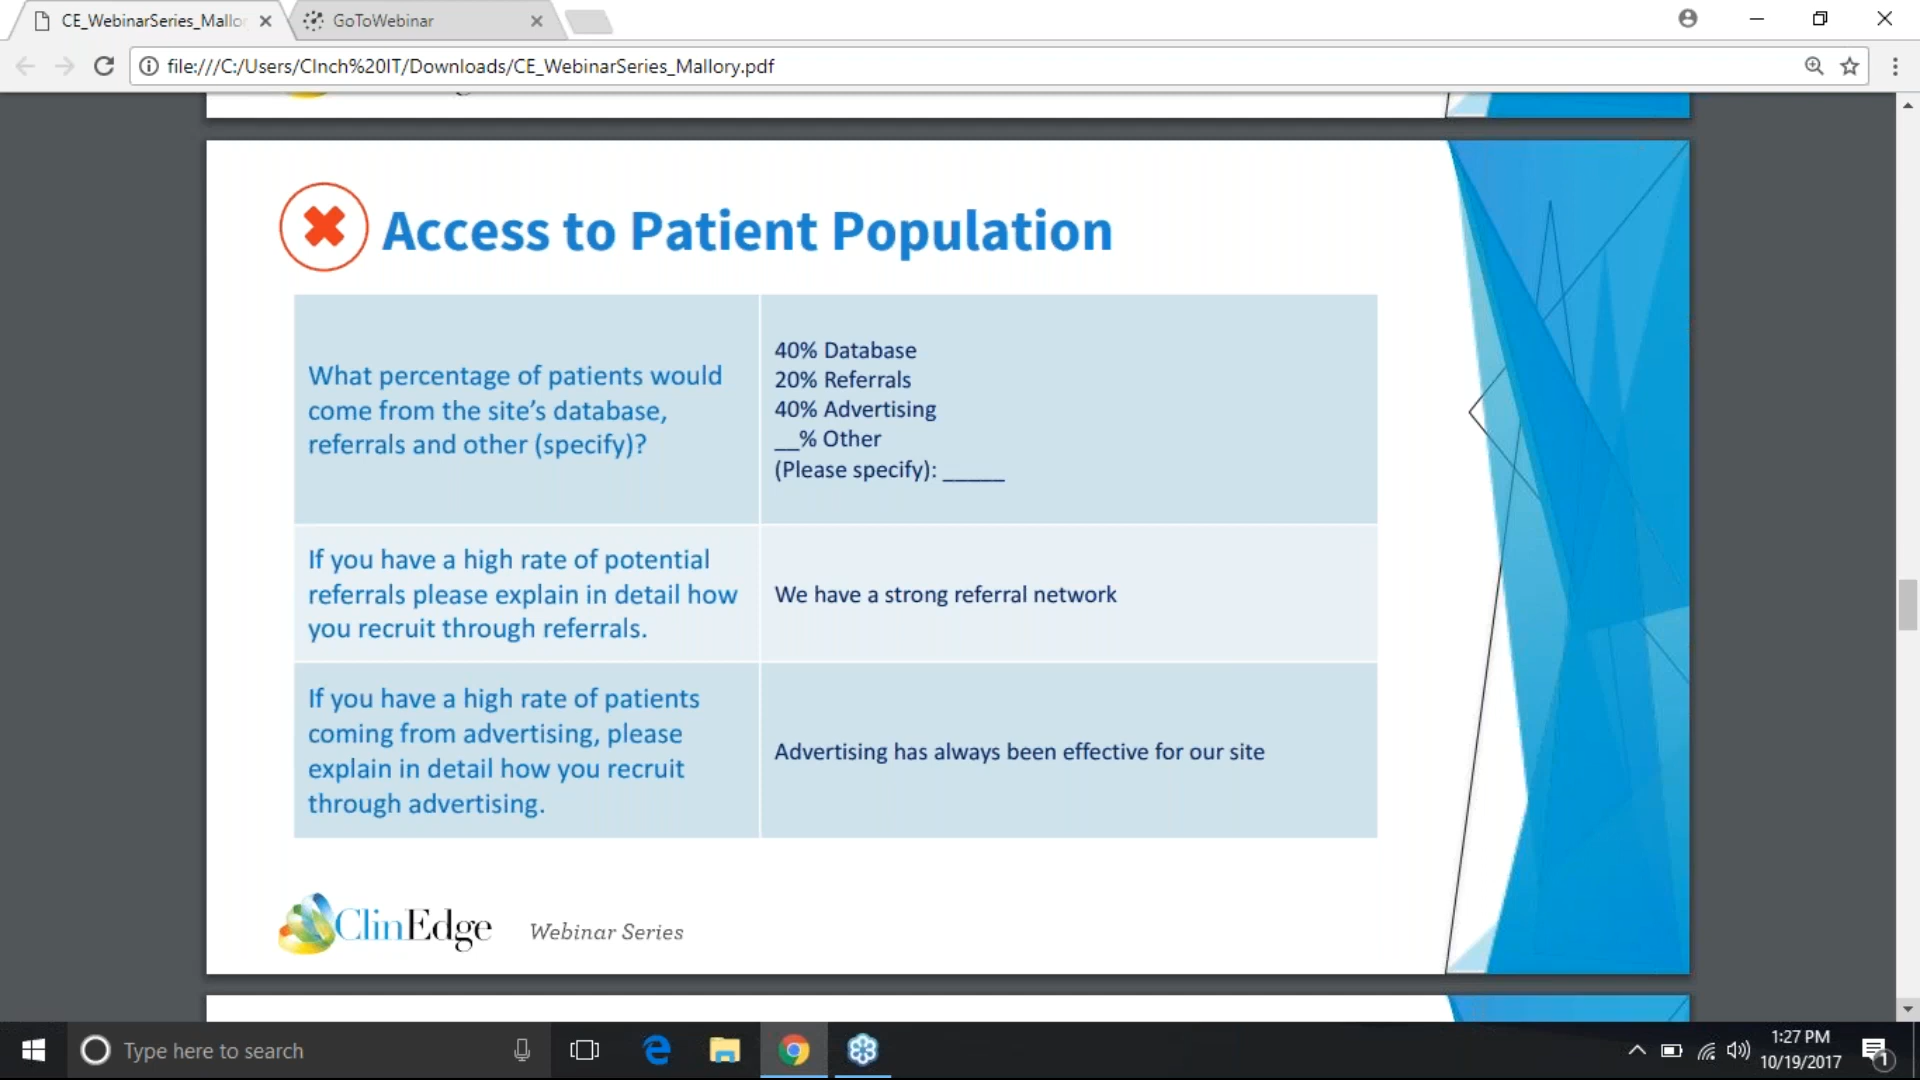 CE_WebinarSeries_Mallo
GoToWebinar
file:///C:/Users/CInch%20IT/Downloads/CE_WebinarSeries_Mallory.pdf
Access to Patient Population
What percentage of patients would
come from the site's database,
referrals and other (specify)?
40% Database
20% Referrals
40% Advertising
__% Other
(Please specify): _____
If you have a high rate of potential
referrals please explain in detail how
you recruit through referrals.
We have a strong referral network
If you have a high rate of patients
coming from advertising, please
explain in detail how you recruit
through advertising.
Advertising has always been effective for our site
ClinEdge
Webinar Series
Type here to search
1:27 PM
10/19/2017
1